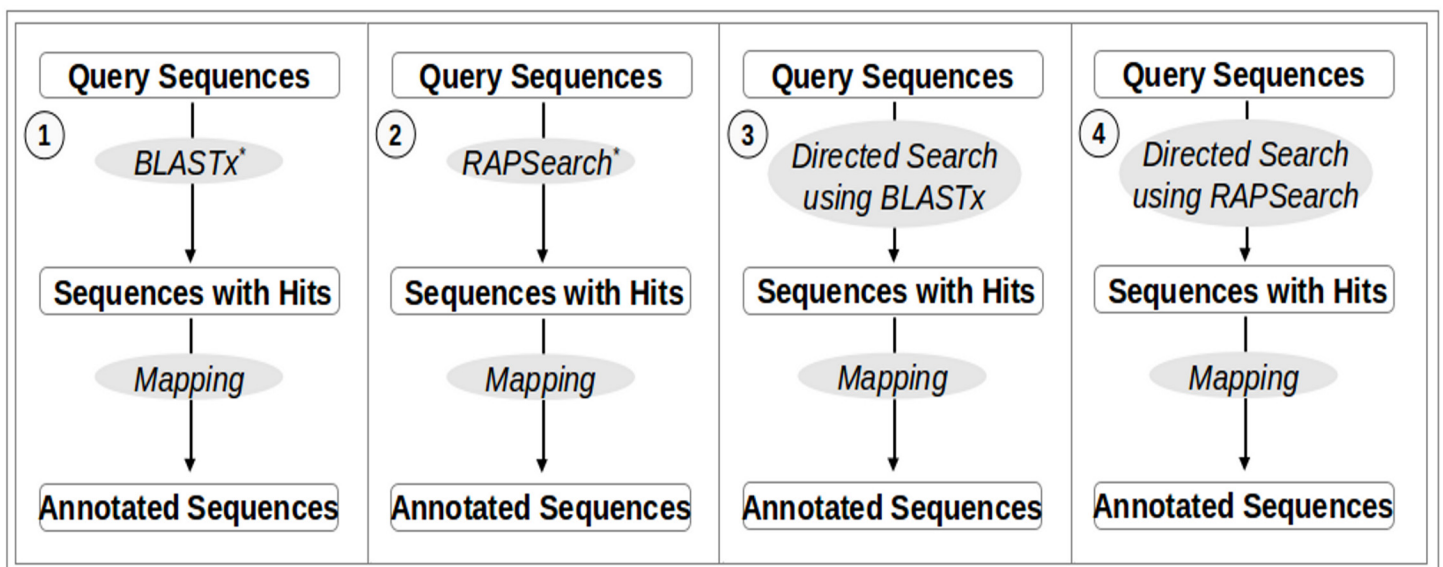 Query Sequences
1
BLASTx*
Sequences with Hits
Mapping
Annotated Sequences
Query Sequences
2
RAPSearch*
Sequences with Hits
Mapping
Annotated Sequences
Query Sequences
3
Directed Search
using BLASTx
Sequences with Hits
Mapping
Annotated Sequences
Query Sequences
4
Directed Search
using RAPSearch
Sequences with Hits
Mapping
Annotated Sequences